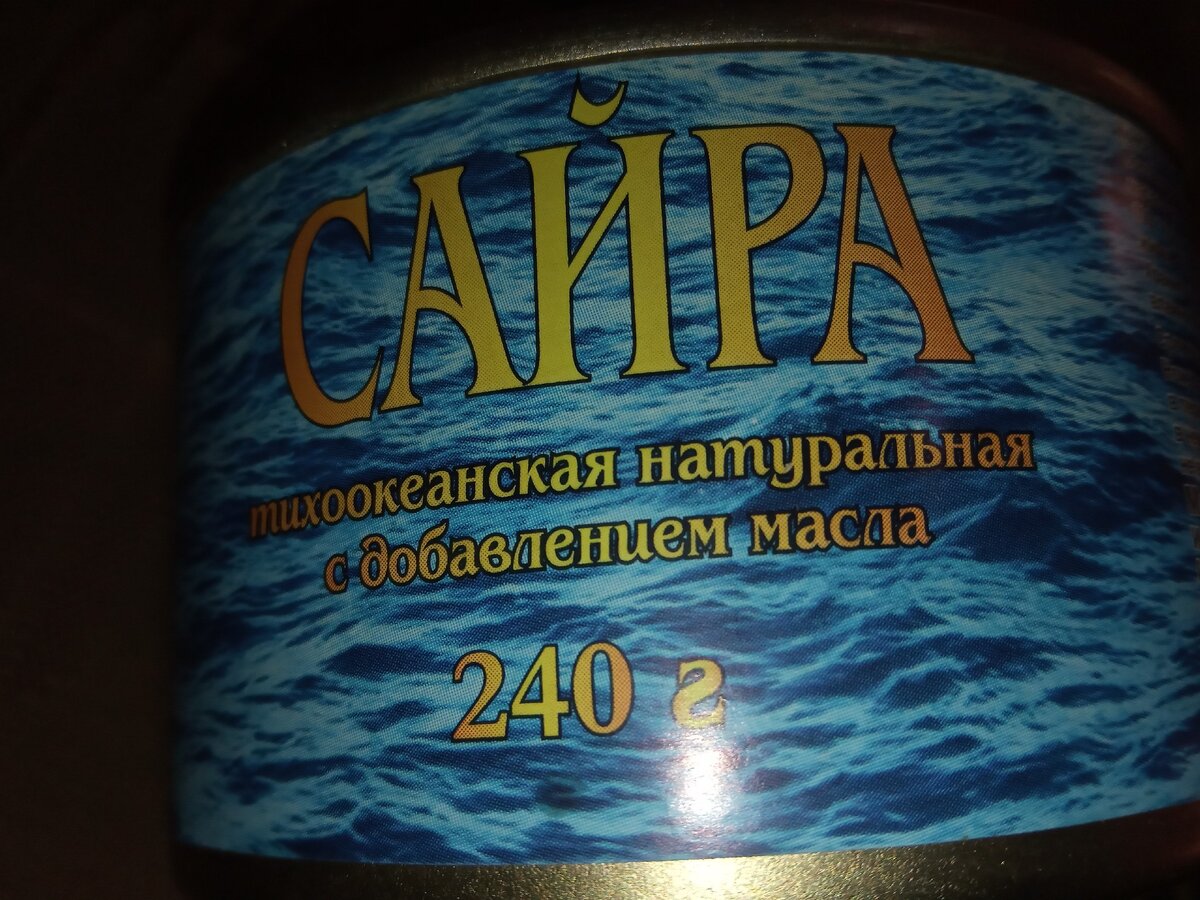 САЙРА
тихоокеанская натуральная
с добавлением масла
240 г